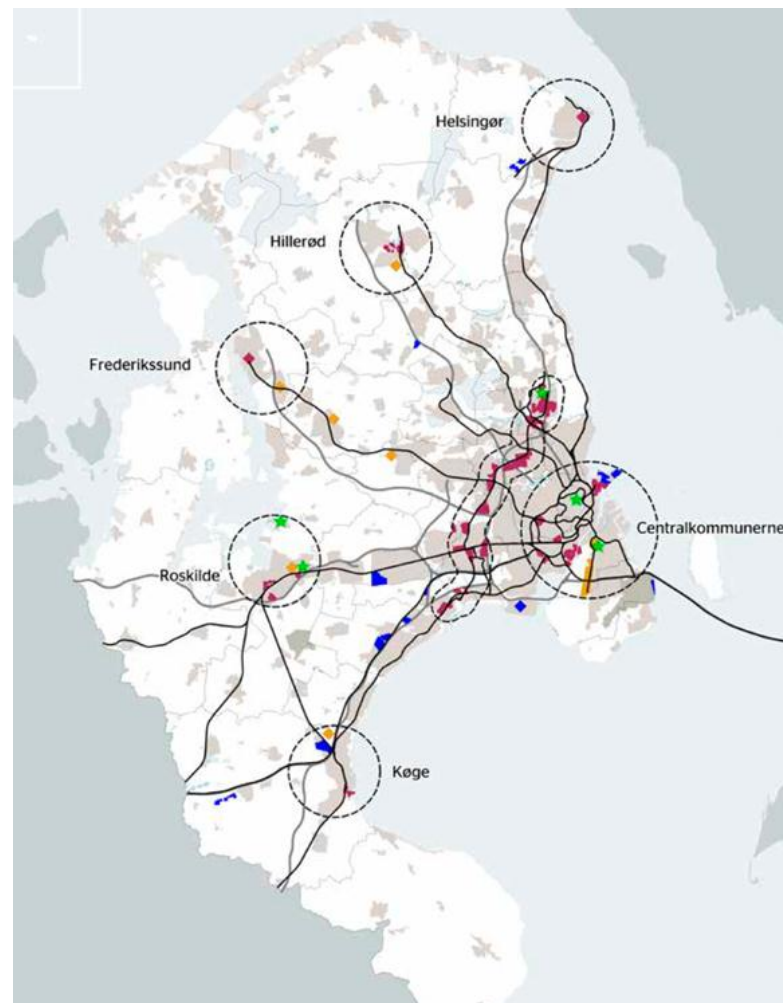 Helsingør
Hillerød
Frederikssund
Centralkommunerne
Roskilde
Køge